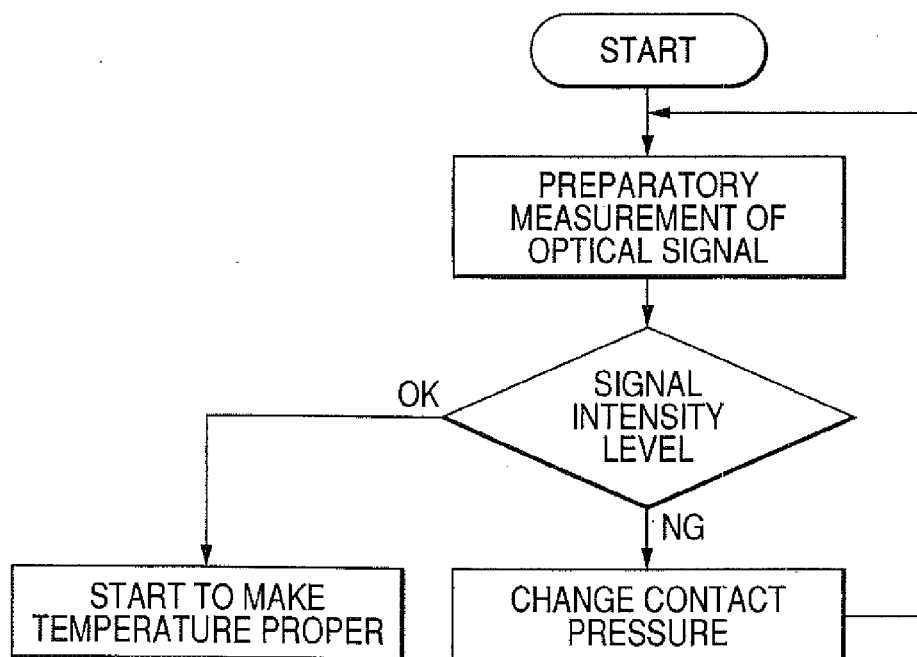 START
PREPARATORY
MEASUREMENT OF
OPTICAL SIGNAL
SIGNAL
INTENSITY
LEVEL
OK
NG
START TO MAKE
TEMPERATURE PROPER
CHANGE CONTACT
PRESSURE